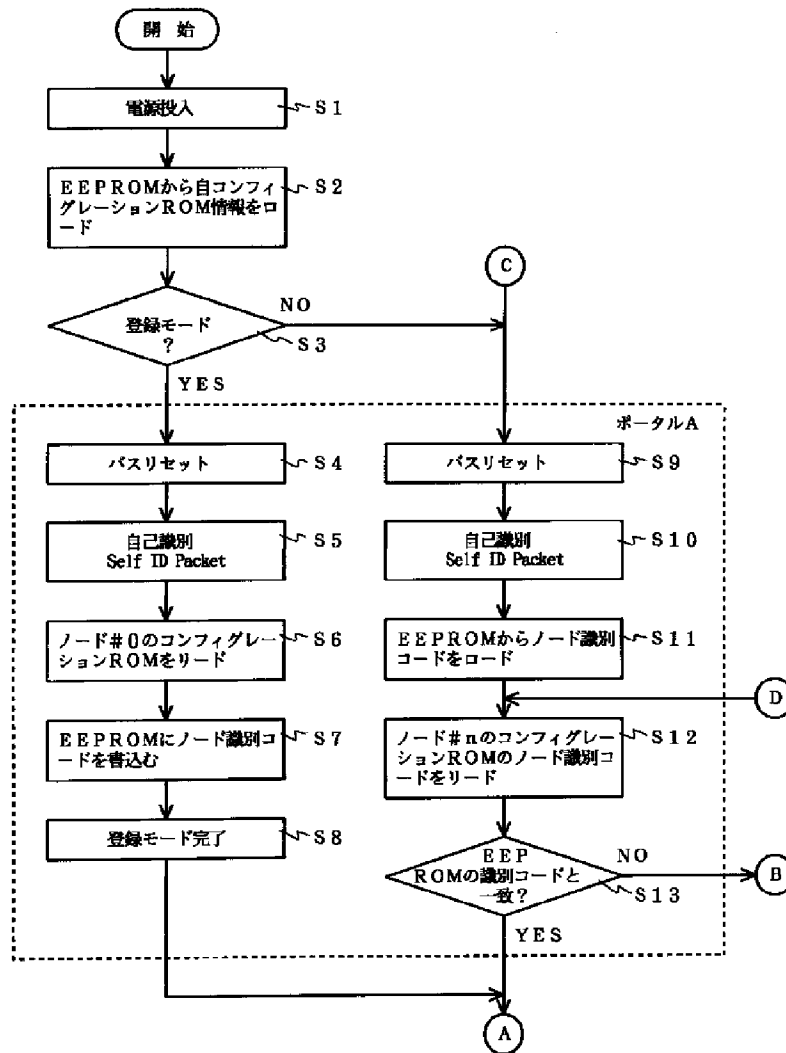 開 始
電源投入
S1
EEPROMから自コンフィ
グレーションROM情報をロ
ード
S2
C
登録モード
?
NO
S3
YES
ポータルA
バスリセット
S4
自己識別
Self ID Packet
S5
ノード#0のコンフィグレー
ションROMをリード
S6
EEPROMにノード識別コ
ードを書込む
S7
登録モード完了
S8
バスリセット
S9
自己識別
Self ID Packet
S10
EEPROMからノード識別
コードをロード
S11
D
ノード#nのコンフィグレー
ションROMのノード識別コ
ードをリード
S12
EEP
ROMの識別コードと
一致?
NO
S13
B
YES
A